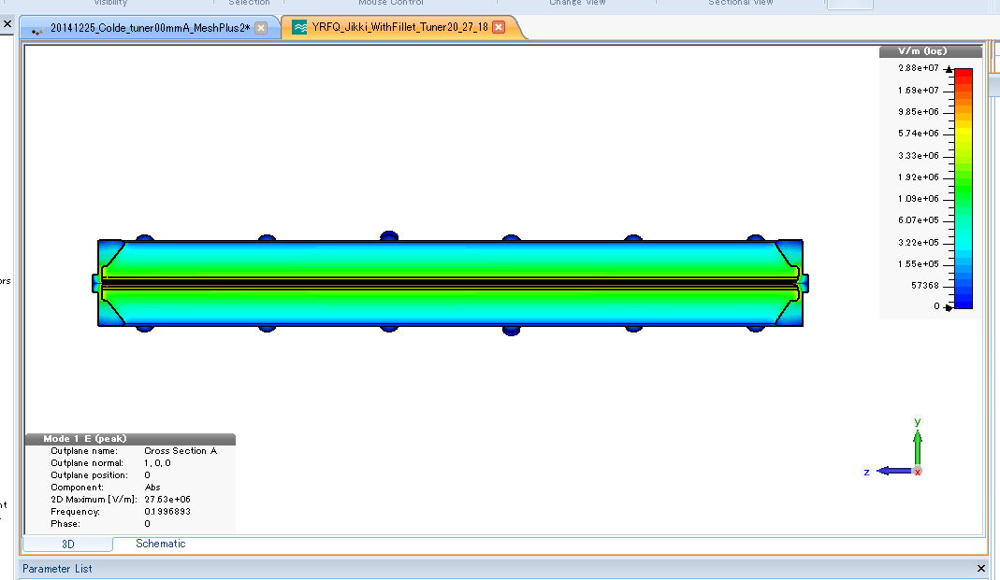 Visibility Selection Mouse Control Change View Sectional View
20141225_Colde_tuner00mmA_MeshPlus2* YRFQ_Jikki_WithFillet_Tuner20_27_18
V/m (log)
2.88e+07
1.69e+07
9.85e+06
5.74e+06
3.33e+06
1.92e+06
1.09e+06
6.07e+05
3.22e+05
1.55e+05
57368
0
ors
y
z
x
Mode 1 E (peak)
Cutplane name: Cross Section A
Cutplane normal: 1, 0, 0
Cutplane position: 0
Component: Abs
2D Maximum [V/m]: 27.63e+06
Frequency: 0.1996893
Phase: 0
nt
3D Schematic
Parameter List